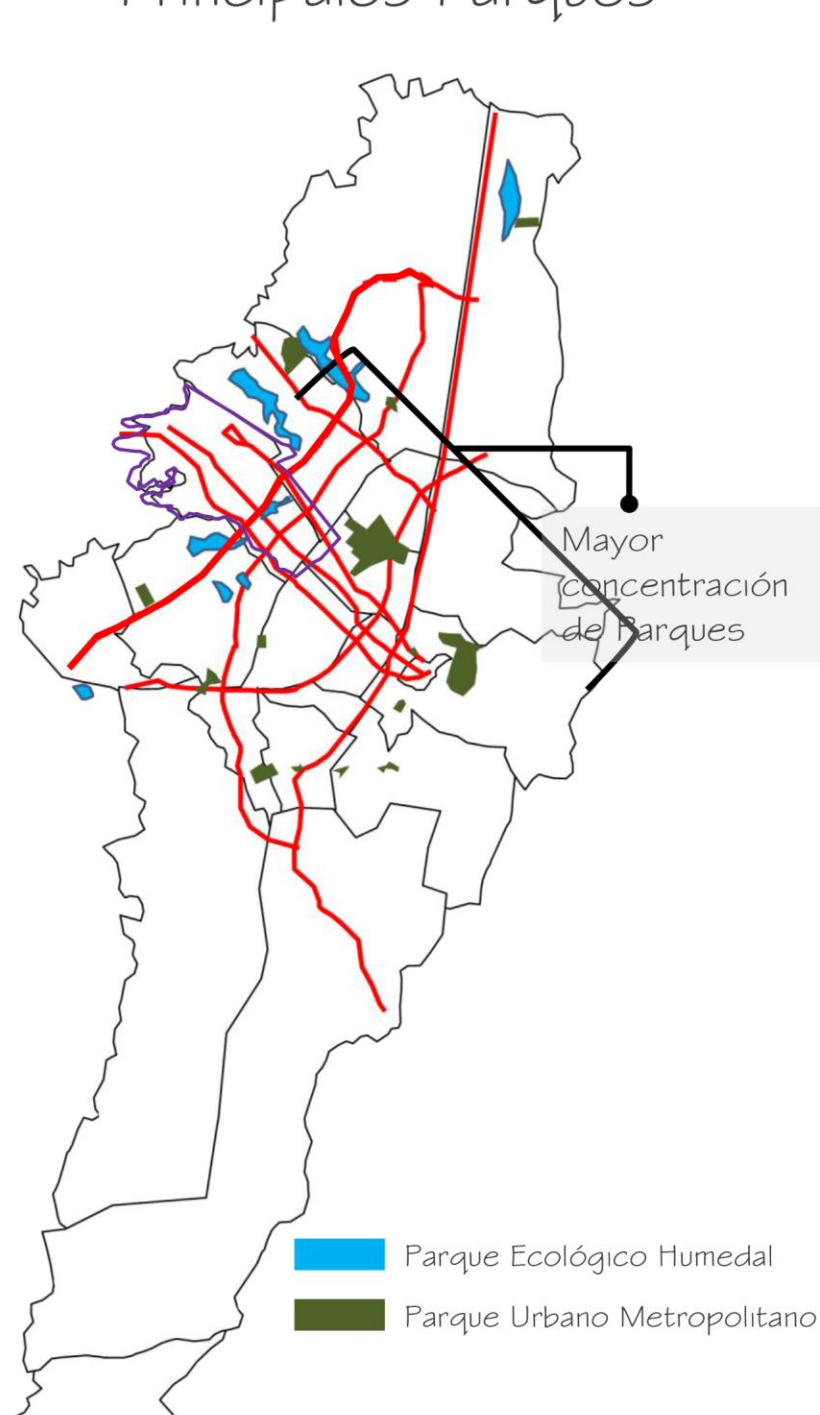 Principales Parques
Mayor
concentración
de Parques
Parque Ecológico Humedal
Parque Urbano Metropolitano